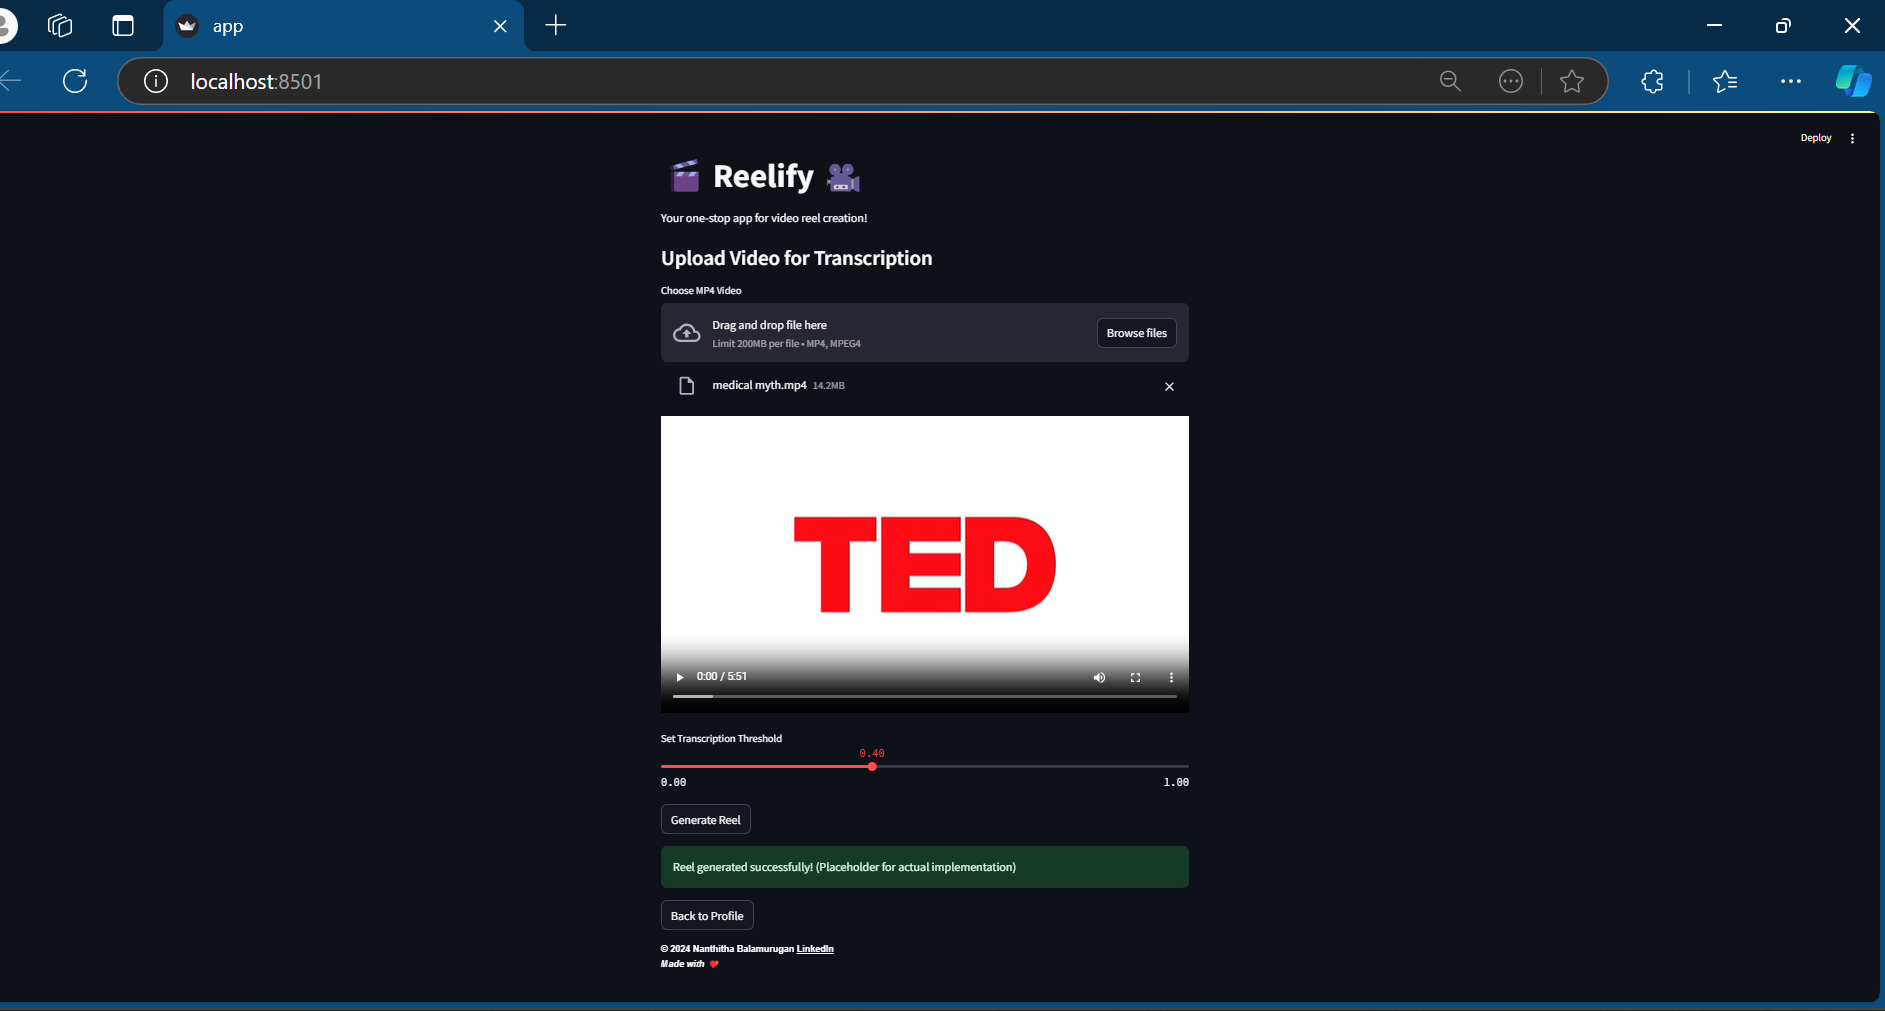 app
localhost:8501
Deploy
Reelify
Your one-stop app for video reel creation!
Upload Video for Transcription
Choose MP4 Video
Drag and drop file here
Limit 200MB per file • MP4, MPEG4
Browse files
medical myth.mp4 14.2MB
TED
0:00 / 5:51
Set Transcription Threshold
0.40
0.00 1.00
Generate Reel
Reel generated successfully! (Placeholder for actual implementation)
Back to Profile
© 2024 Nanthitha Balamurugan LinkedIn
Made with ❤️